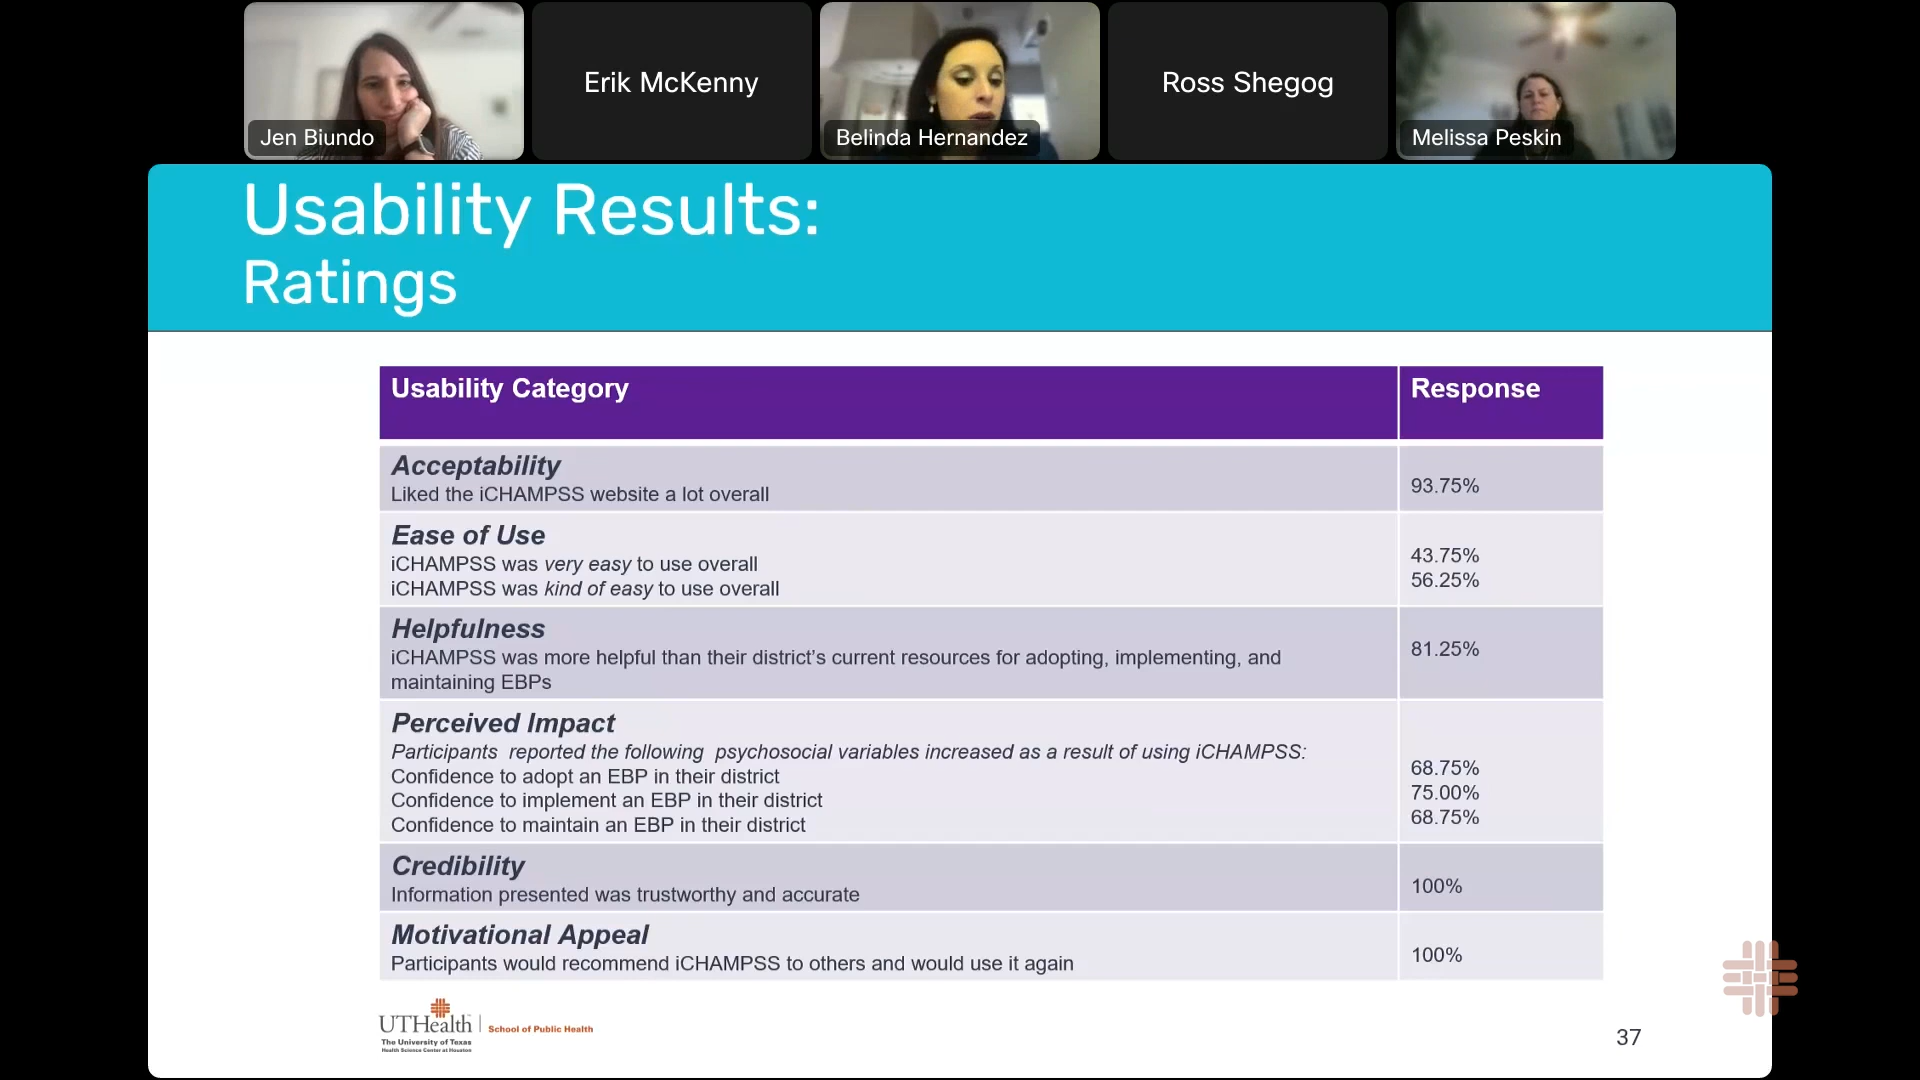 Jen Biundo
Erik McKenny
Belinda Hernandez
Ross Shegog
Melissa Peskin
Usability Results:
Ratings
Usability Category
Response
Acceptability
Liked the iCHAMPSS website a lot overall
93.75%
Ease of Use
iCHAMPSS was very easy to use overall
43.75%
iCHAMPSS was kind of easy to use overall
56.25%
Helpfulness
iCHAMPSS was more helpful than their district's current resources for adopting, implementing, and
maintaining EBPs
81.25%
Perceived Impact
Participants reported the following psychosocial variables increased as a result of using iCHAMPSS:
Confidence to adopt an EBP in their district
68.75%
Confidence to implement an EBP in their district
75.00%
Confidence to maintain an EBP in their district
68.75%
Credibility
Information presented was trustworthy and accurate
100%
Motivational Appeal
Participants would recommend iCHAMPSS to others and would use it again
100%
UTHealth
School of Public Health
The University of Texas
Health Science Center at Houston
37